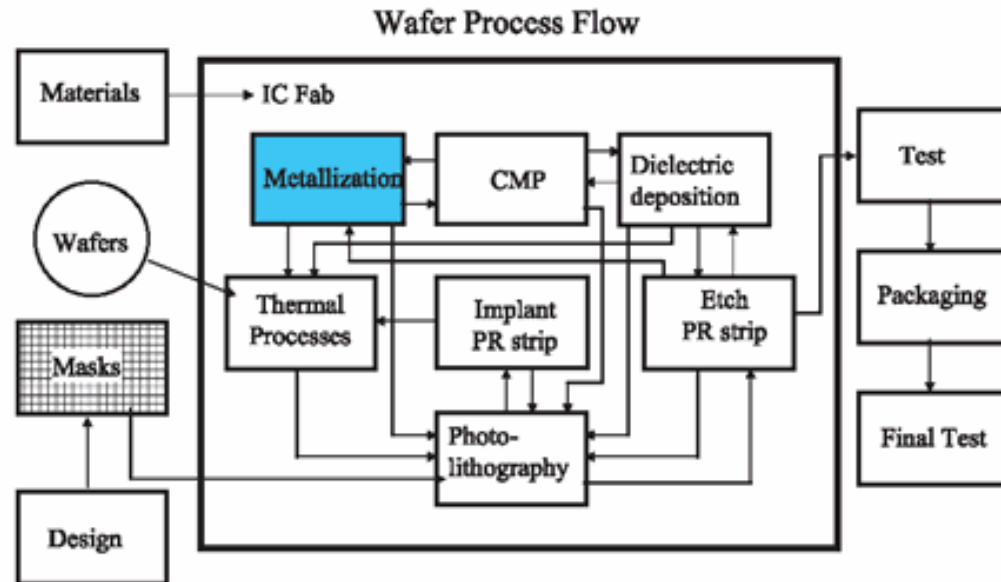 Wafer Process Flow
Materials
IC Fab
Metallization
CMP
Dielectric
deposition
Test
Wafers
Thermal
Processes
Implant
PR strip
Etch
PR strip
Packaging
Masks
Photo-
lithography
Final Test
Design